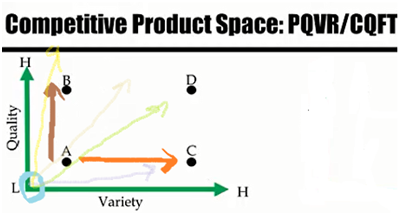 Competitive Product Space: PQVR/CQFT
H
B
D
Quality
A
C
L
Variety
H